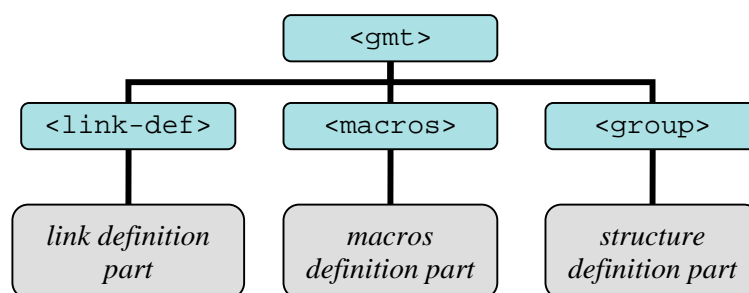 <gmt>
<link-def>
<macros>
<group>
link definition
part
macros
definition part
structure
definition part